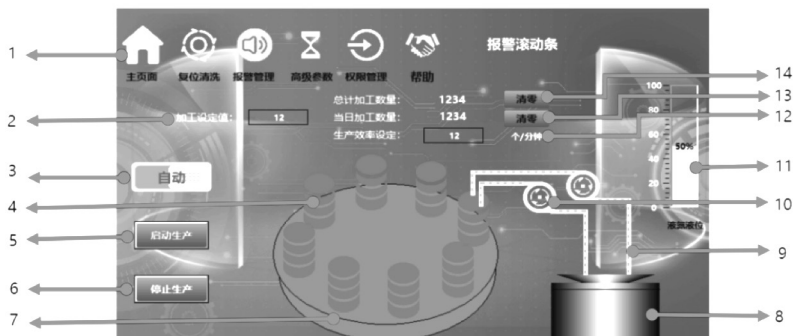 报警滚动条
主页面 复位清洗 报警管理 高级参数 权限管理 帮助
总计加工数量： 1234 清零
加工设定值： 12 当日加工数量： 1234 清零
生产效率设定： 12 个/分钟
自动
启动生产
停止生产
100
80
60
50%
40
20
0
液氮液位
1
2
3
4
5
6
7
14
13
12
11
10
9
8